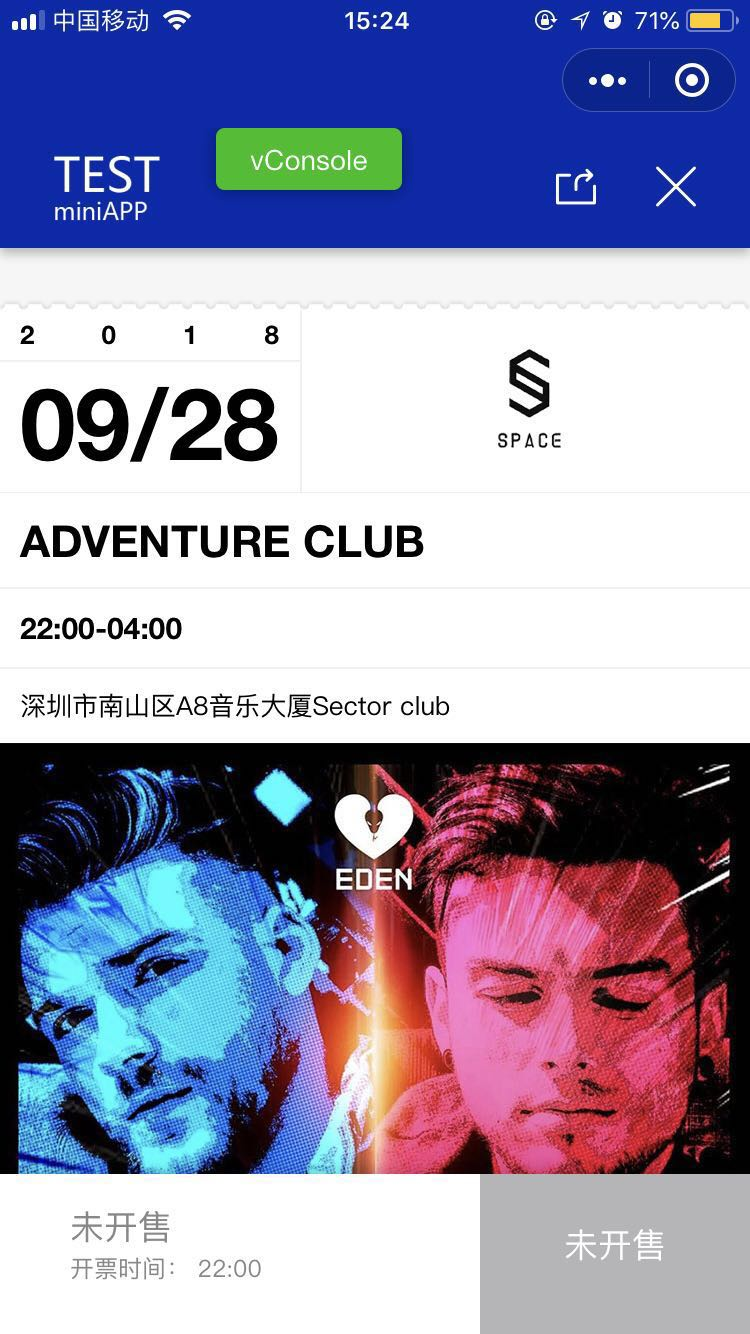 中国移动 15:24 71%
TEST
miniAPP
vConsole
2 0 1 8
09/28
SPACE
ADVENTURE CLUB
22:00-04:00
深圳市南山区A8音乐大厦Sector club
EDEN
未开售
开票时间： 22:00
未开售